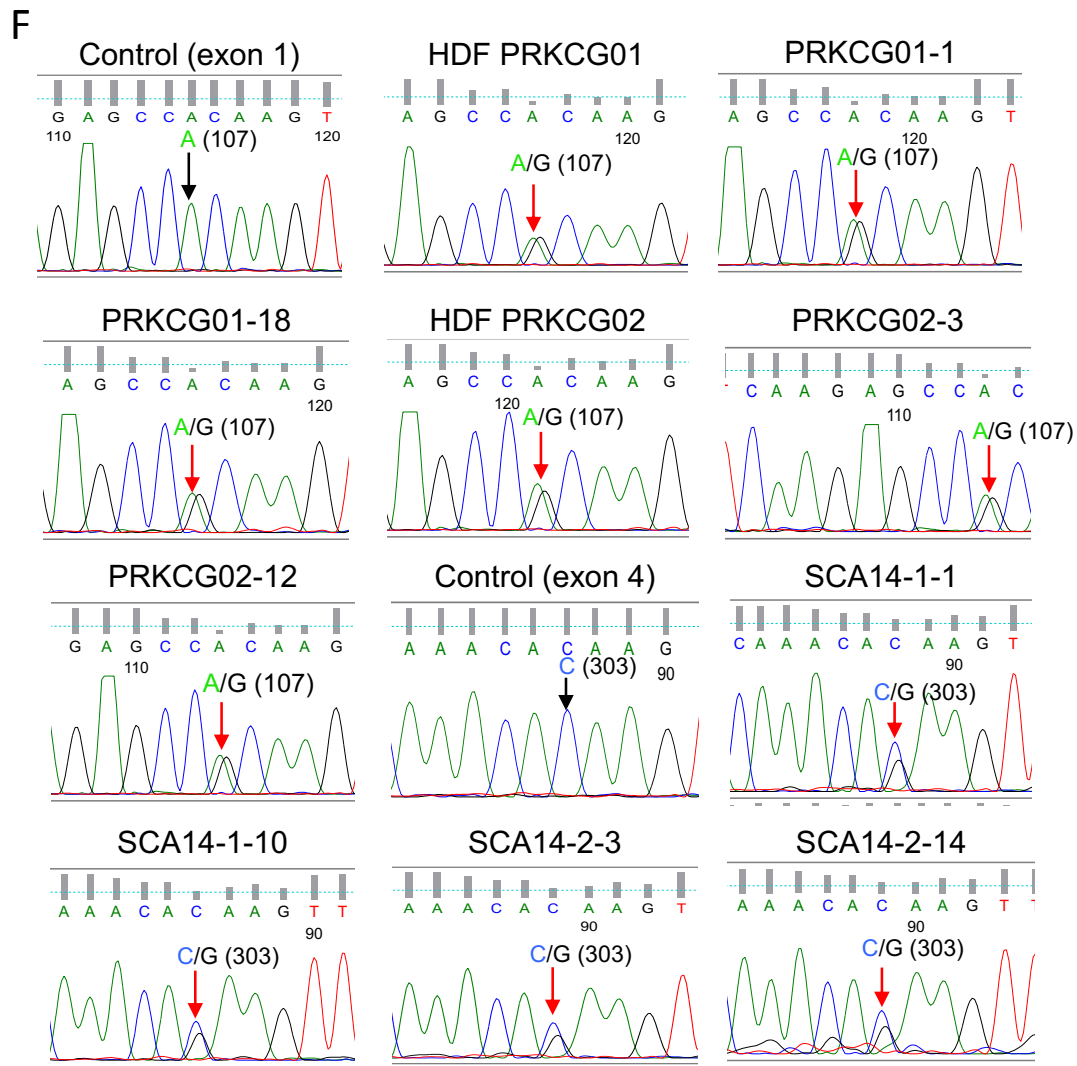 F
Control (exon 1)
G A G C C A C A A G T
110 120
A (107)
HDF PRKCG01
A G C C A C A A G
120
A/G (107)
PRKCG01-1
A G C C A C A A G T
120
A/G (107)
PRKCG01-18
A G C C A C A A G
120
A/G (107)
HDF PRKCG02
A G C C A C A A G
120
A/G (107)
PRKCG02-3
C A A G A G C C A C
110
A/G (107)
PRKCG02-12
G A G C C A C A A G
110
A/G (107)
Control (exon 4)
A A A C A C A A G
C (303) 90
SCA14-1-1
C A A A C A C A A G T
90
C/G (303)
SCA14-1-10
A A A C A C A A G T T
90
C/G (303)
SCA14-2-3
A A A C A C A A G T
90
C/G (303)
SCA14-2-14
A A A C A C A A G T T
90
C/G (303)